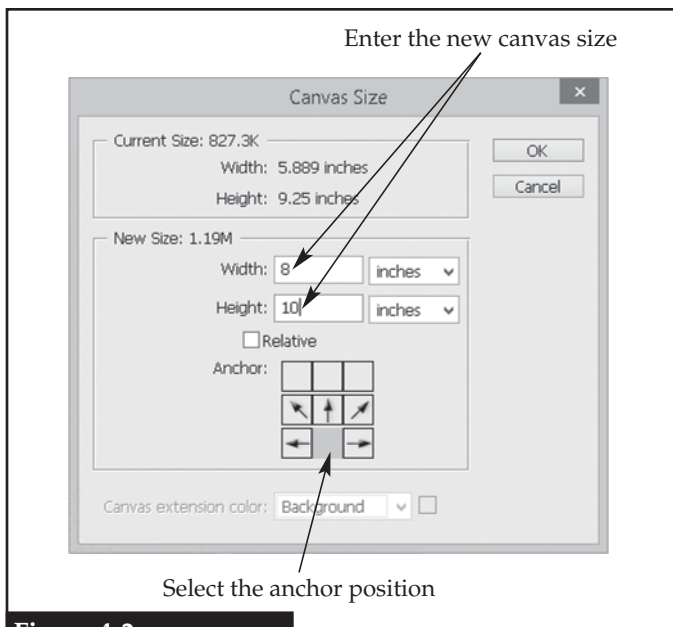 Enter the new canvas size
Canvas Size
Current Size: 827.3K
Width: 5.889 inches
Height: 9.25 inches
OK
Cancel
New Size: 1.19M
Width: 8 inches
Height: 10 inches
Relative
Anchor:
Canvas extension color: Background
Select the anchor position